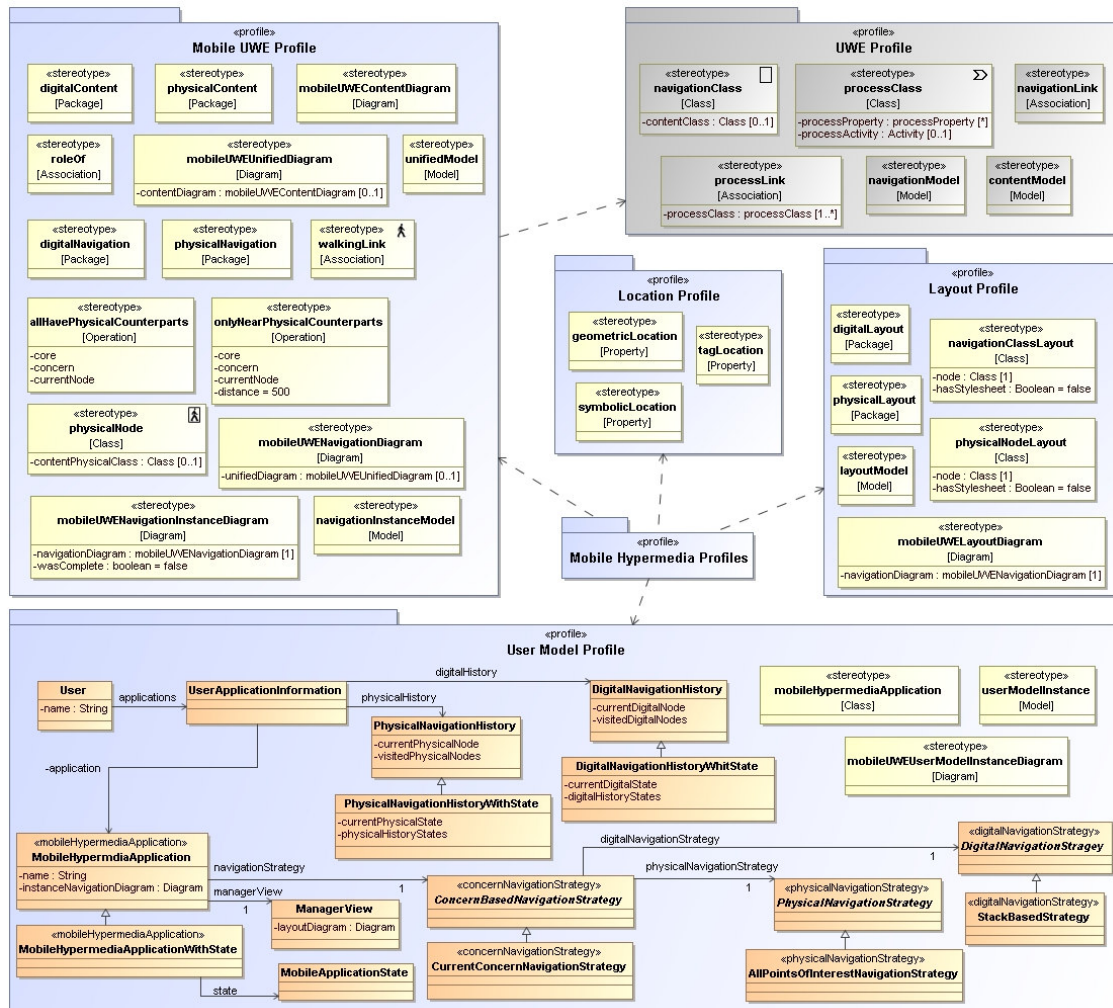 «profile»
Mobile UWE Profile
«stereotype»
digitalContent
[Package]
«stereotype»
physicalContent
[Package]
«stereotype»
mobileUWEContentDiagram
[Diagram]
«stereotype»
roleOf
[Association]
«stereotype»
mobileUWEUnifiedDiagram
[Diagram]
-contentDiagram : mobileUWEContentDiagram [0..1]
«stereotype»
unifiedModel
[Model]
«stereotype»
digitalNavigation
[Package]
«stereotype»
physicalNavigation
[Package]
«stereotype»
walkingLink
[Association]
«stereotype»
allHavePhysicalCounterparts
[Operation]
-core
-concern
-currentNode
«stereotype»
onlyNearPhysicalCounterparts
[Operation]
-core
-concern
-currentNode
-distance = 500
«stereotype»
physicalNode
[Class]
-contentPhysicalClass : Class [0..1]
«stereotype»
mobileUWENavigationDiagram
[Diagram]
-unifiedDiagram : mobileUWEUnifiedDiagram [0..1]
«stereotype»
mobileUWENavigationInstanceDiagram
[Diagram]
-navigationDiagram : mobileUWENavigationDiagram [1]
-wasComplete : boolean = false
«stereotype»
navigationInstanceModel
[Model]
«profile»
UWE Profile
«stereotype»
navigationClass
[Class]
-contentClass : Class [0..1]
«stereotype»
processClass
[Class]
-processProperty : processProperty [*]
-processActivity : Activity [0..1]
«stereotype»
navigationLink
[Association]
«stereotype»
processLink
[Association]
-processClass : processClass [1..*]
«stereotype»
navigationModel
[Model]
«stereotype»
contentModel
[Model]
«profile»
Location Profile
«stereotype»
geometricLocation
[Property]
«stereotype»
tagLocation
[Property]
«stereotype»
symbolicLocation
[Property]
«profile»
Layout Profile
«stereotype»
digitalLayout
[Package]
«stereotype»
navigationClassLayout
[Class]
-node : Class [1]
-hasStylesheet : Boolean = false
«stereotype»
physicalLayout
[Package]
«stereotype»
physicalNodeLayout
[Class]
-node : Class [1]
-hasStylesheet : Boolean = false
«stereotype»
layoutModel
[Model]
«stereotype»
mobileUWELayoutDiagram
[Diagram]
-navigationDiagram : mobileUWENavigationDiagram [1]
«profile»
Mobile Hypermedia Profiles
«profile»
User Model Profile
User
-name : String
applications
UserApplicationInformation
digitalHistory
physicalHistory
-application
PhysicalNavigationHistory
-currentPhysicalNode
-visitedPhysicalNodes
DigitalNavigationHistory
-currentDigitalNode
-visitedDigitalNodes
PhysicalNavigationHistoryWithState
-currentPhysicalState
-physicalHistoryStates
DigitalNavigationHistoryWhitState
-currentDigitalState
-digitalHistoryStates
«stereotype»
mobileHypermediaApplication
[Class]
«stereotype»
userModelInstance
[Model]
«stereotype»
mobileUWEUserModelInstanceDiagram
[Diagram]
«mobileHypermediaApplication»
MobileHypermdiaApplication
-name : String
-instanceNavigationDiagram : Diagram
navigationStrategy
1
managerView
1
ManagerView
-layoutDiagram : Diagram
«mobileHypermediaApplication»
MobileHypermediaApplicationWithState
state
MobileApplicationState
«concernNavigationStrategy»
ConcernBasedNavigationStrategy
«concernNavigationStrategy»
CurrentConcernNavigationStrategy
digitalNavigationStrategy
1
physicalNavigationStrategy
1
«physicalNavigationStrategy»
PhysicalNavigationStrategy
«physicalNavigationStrategy»
AllPointsOfInterestNavigationStrategy
«digitalNavigationStrategy»
DigitalNavigationStragey
«digitalNavigationStrategy»
StackBasedStrategy